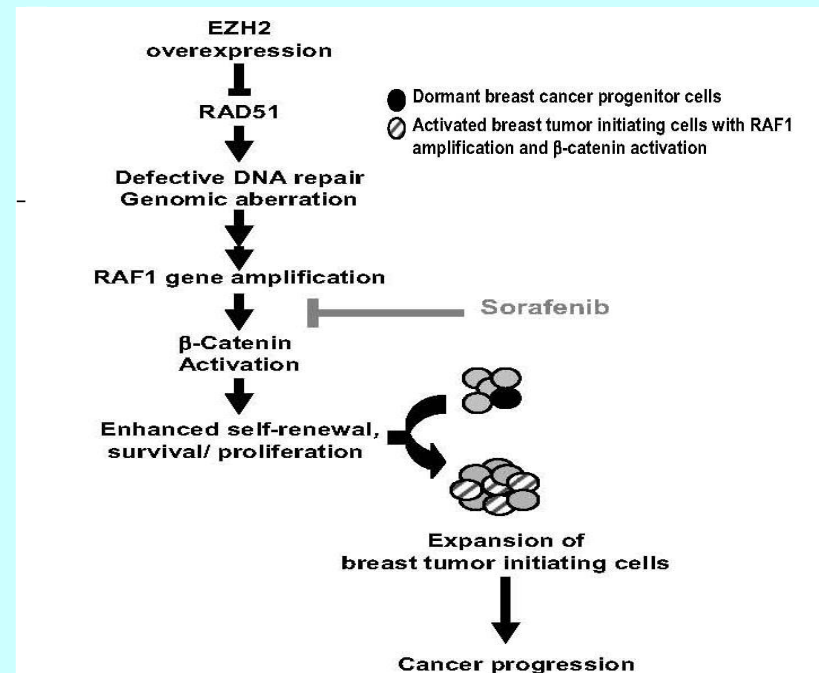 EZH2
overexpression
RAD51
Dormant breast cancer progenitor cells
Activated breast tumor initiating cells with RAF1
amplification and β-catenin activation
Defective DNA repair
Genomic aberration
RAF1 gene amplification
Sorafenib
β-Catenin
Activation
Enhanced self-renewal,
survival/ proliferation
Expansion of
breast tumor initiating cells
Cancer progression